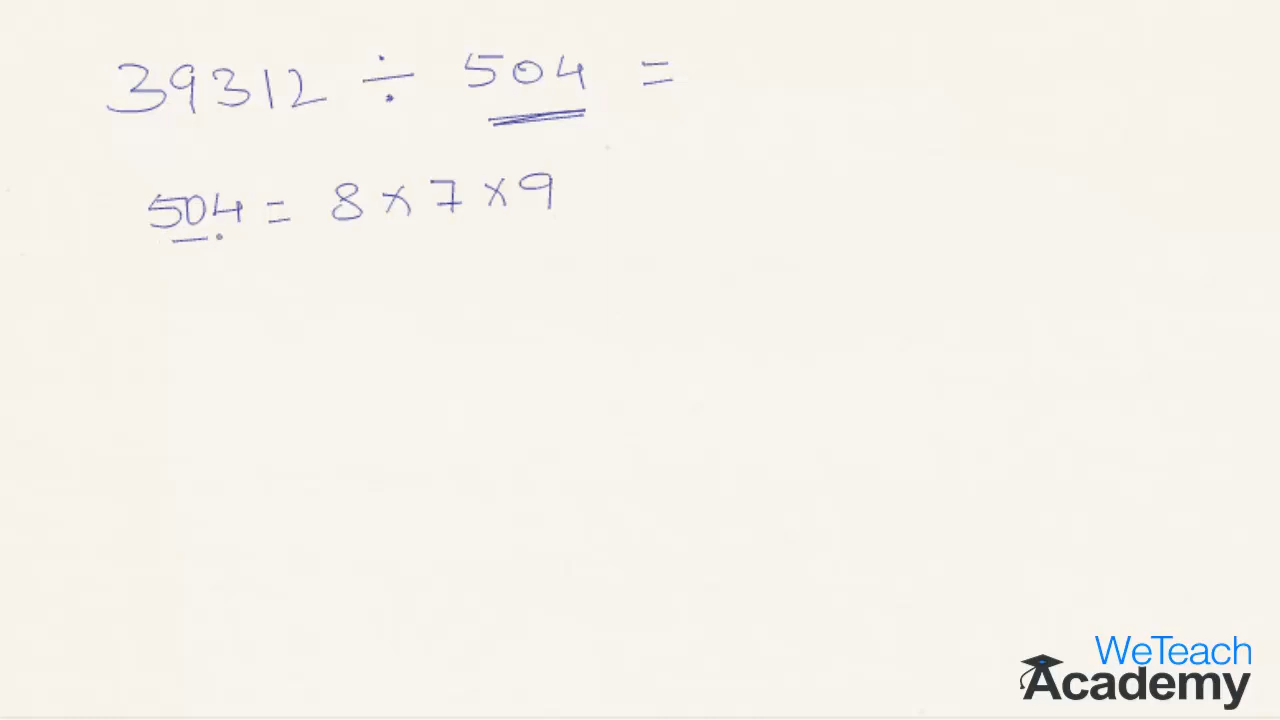 39312 ÷ 504 =
504 = 8 × 7 × 9
WeTeach
Academy